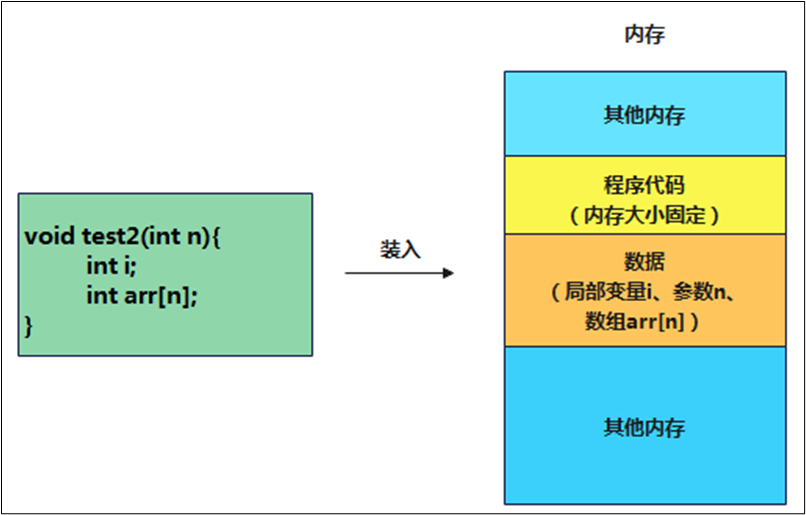 内存
其他内存
程序代码
（内存大小固定）
void test2(int n){
int i;
int arr[n];
}
装入
数据
（局部变量i、参数n、
数组arr[n]）
其他内存